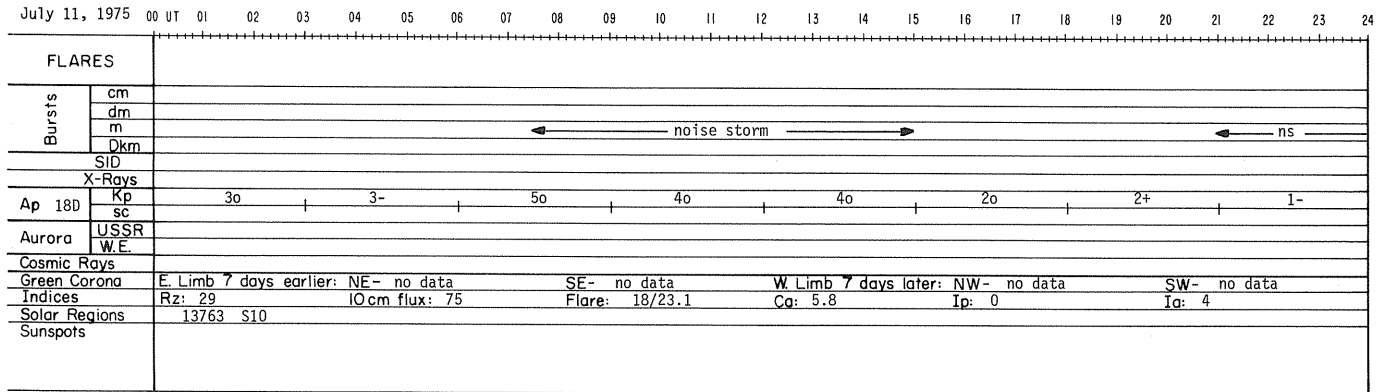 July 11, 1975 00 UT 01 02 03 04 05 06 07 08 09 10 11 12 13 14 15 16 17 18 19 20 21 22 23 24
FLARES
Bursts
cm
dm
m noise storm ns
Dkm
SID
X-Rays
Ap 18D Kp 3o 3- 5o 4o 4o 2o 2+ 1-
sc
Aurora USSR
W.E.
Cosmic Rays
Green Corona E. Limb 7 days earlier: NE- no data SE- no data W. Limb 7 days later: NW- no data SW- no data
Indices Rz: 29 10cm flux: 75 Flare: 18/23.1 Ca: 5.8 Ip: 0 Ia: 4
Solar Regions 13763 S10
Sunspots